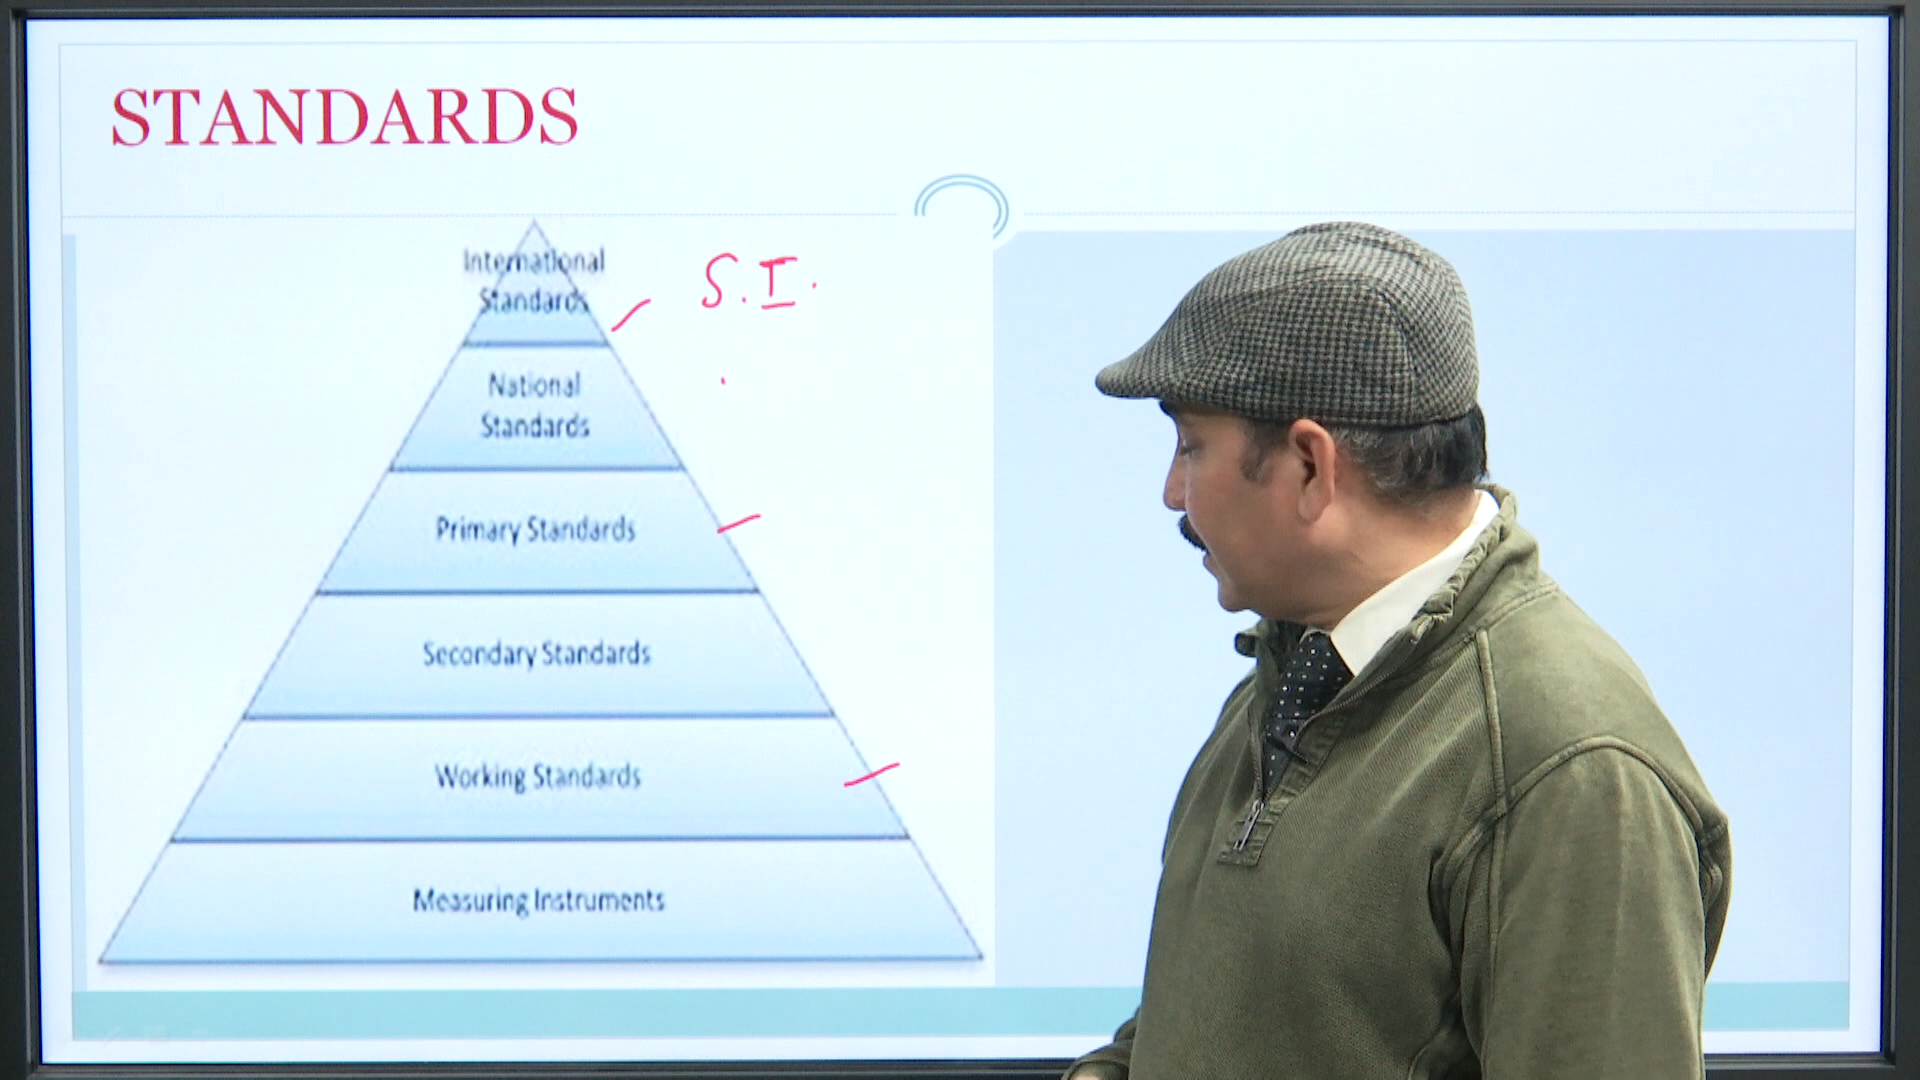 STANDARDS
International
Standards
S.I.
National
Standards
Primary Standards
Secondary Standards
Working Standards
Measuring Instruments